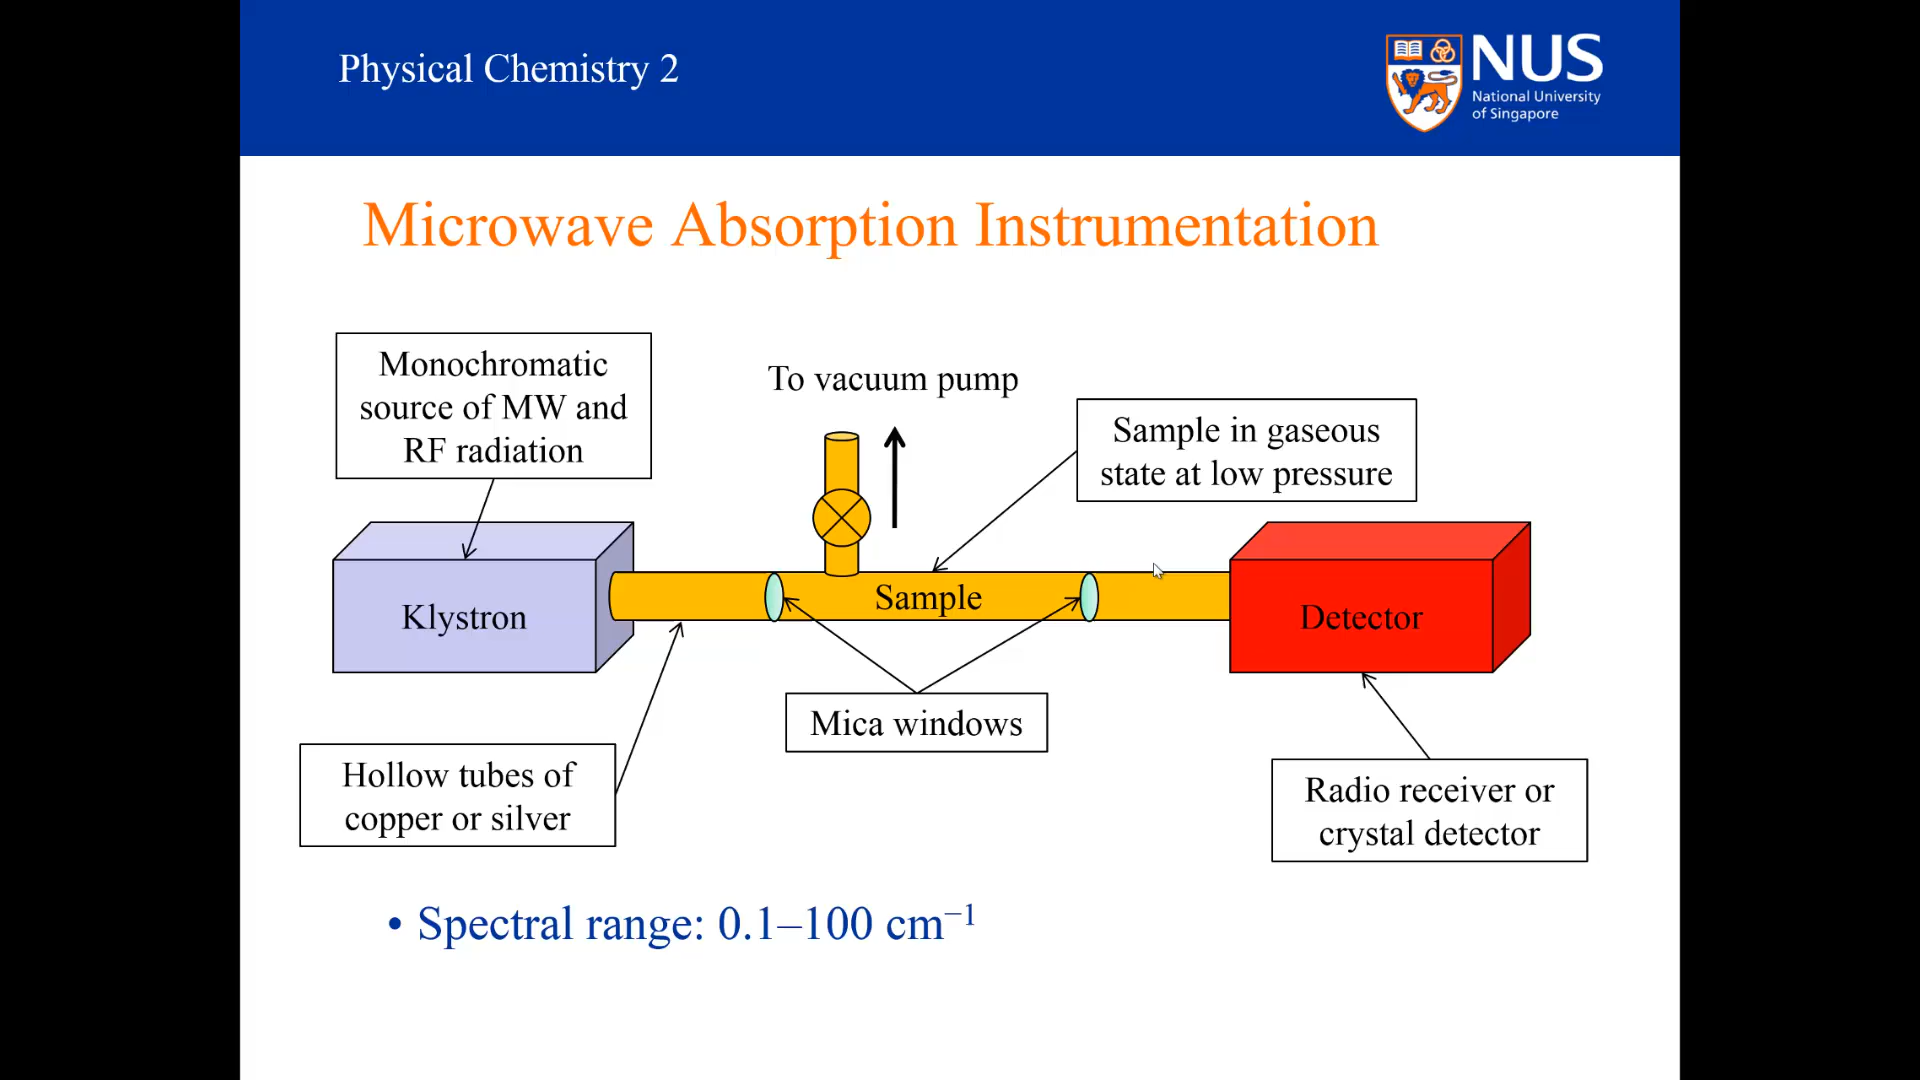 Physical Chemistry 2
NUS
National University
of Singapore
Microwave Absorption Instrumentation
Monochromatic
source of MW and
RF radiation
To vacuum pump
Sample in gaseous
state at low pressure
Klystron
Sample
Detector
Mica windows
Hollow tubes of
copper or silver
Radio receiver or
crystal detector
• Spectral range: 0.1–100 cm⁻¹